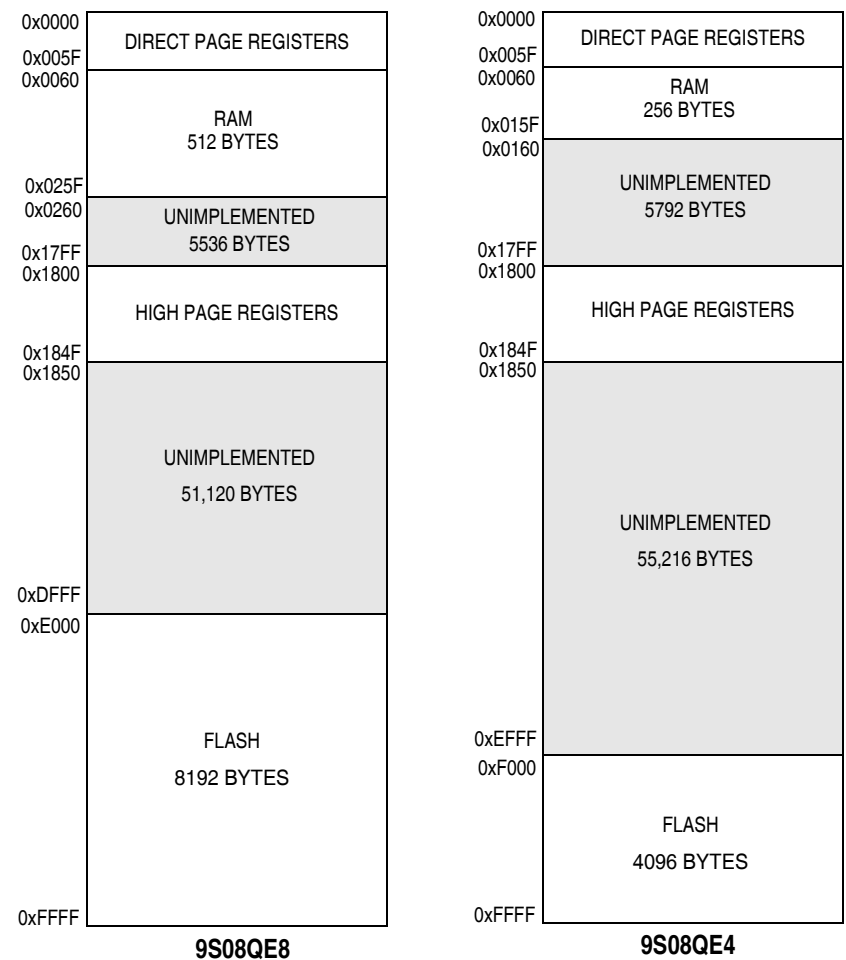 0x0000
DIRECT PAGE REGISTERS
0x005F
0x0060
RAM
512 BYTES
0x025F
0x0260
UNIMPLEMENTED
5536 BYTES
0x17FF
0x1800
HIGH PAGE REGISTERS
0x184F
0x1850
UNIMPLEMENTED
51,120 BYTES
0xDFFF
0xE000
FLASH
8192 BYTES
0xFFFF
9S08QE8
0x0000
DIRECT PAGE REGISTERS
0x005F
0x0060
RAM
256 BYTES
0x015F
0x0160
UNIMPLEMENTED
5792 BYTES
0x17FF
0x1800
HIGH PAGE REGISTERS
0x184F
0x1850
UNIMPLEMENTED
55,216 BYTES
0xEFFF
0xF000
FLASH
4096 BYTES
0xFFFF
9S08QE4